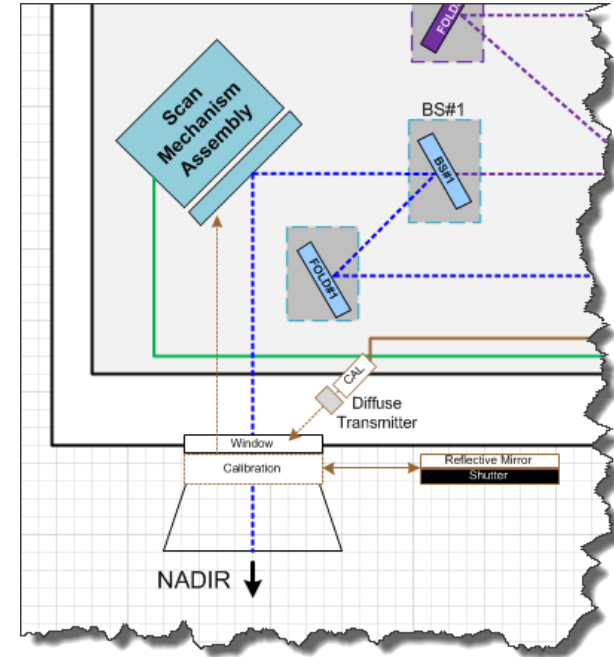 FOLD
Scan
Mechanism
Assembly
BS#1
BS#1
FOLD#1
CAL
Diffuse
Transmitter
Window
Calibration
Reflective Mirror
Shutter
NADIR